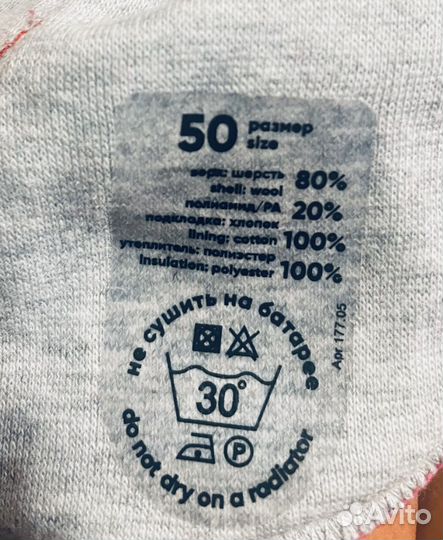 50 размер
size
верх: шерсть 80%
shell: wool
полиамид/PA 20%
подкладка: хлопок
lining: cotton 100%
утеплитель: полиэстер
insulation: polyester 100%
не сушить на батарее
30°
P
do not dry on a radiator
Арт 177.05
Avito